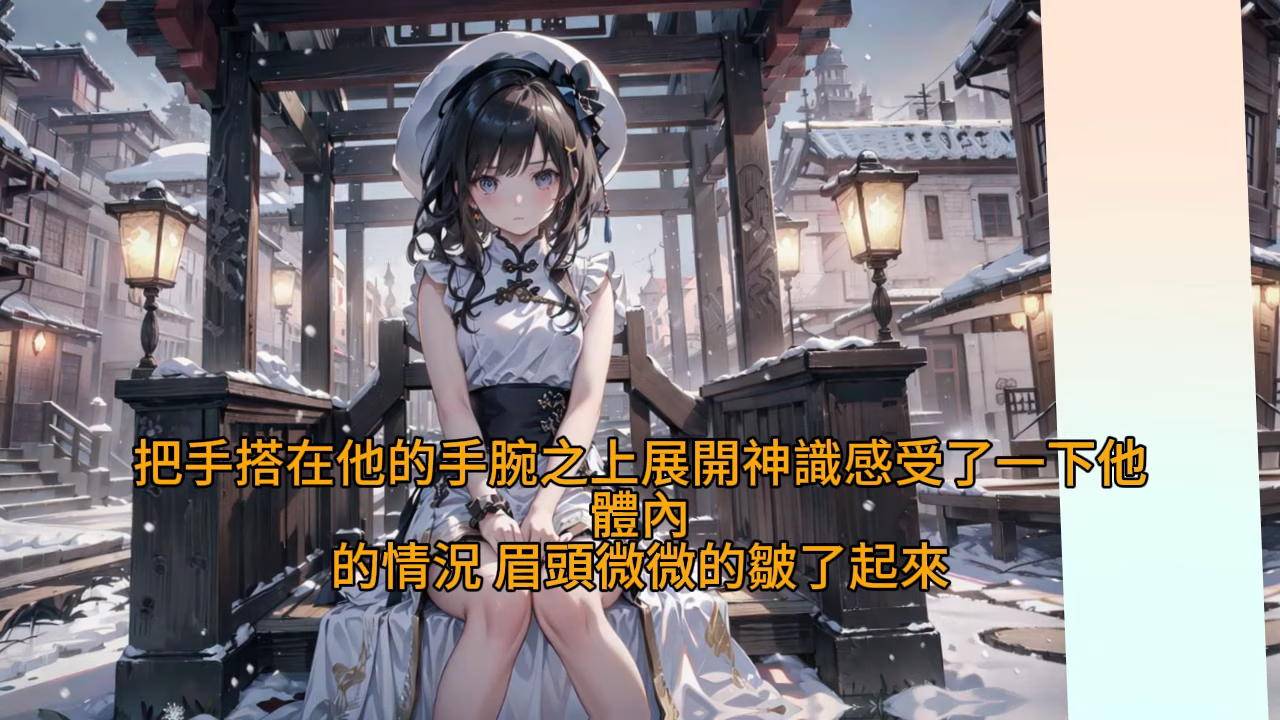 把手搭在他的手腕之上展開神識感受了一下他
體內
的情況 眉頭微微的皺了起來